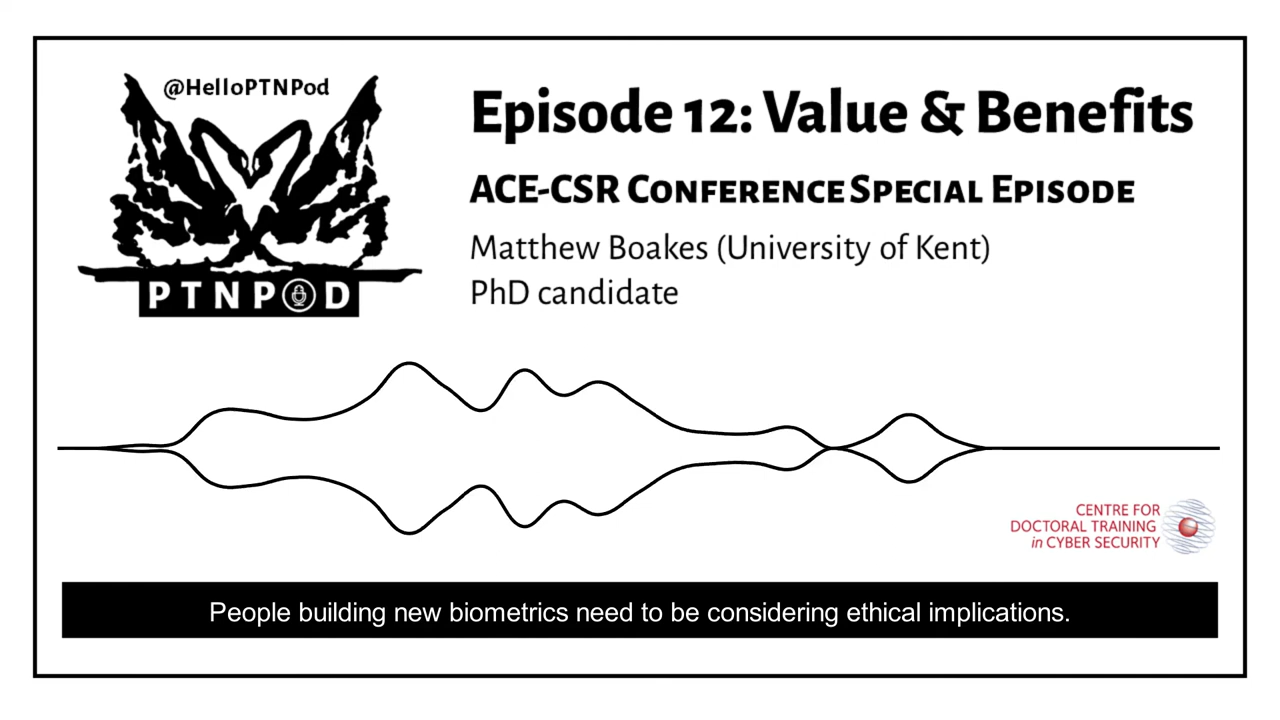 @HelloPTNPod
PTNPOD
Episode 12: Value & Benefits
ACE-CSR Conference Special Episode
Matthew Boakes (University of Kent)
PhD candidate
CENTRE FOR
DOCTORAL TRAINING
in CYBER SECURITY
People building new biometrics need to be considering ethical implications.